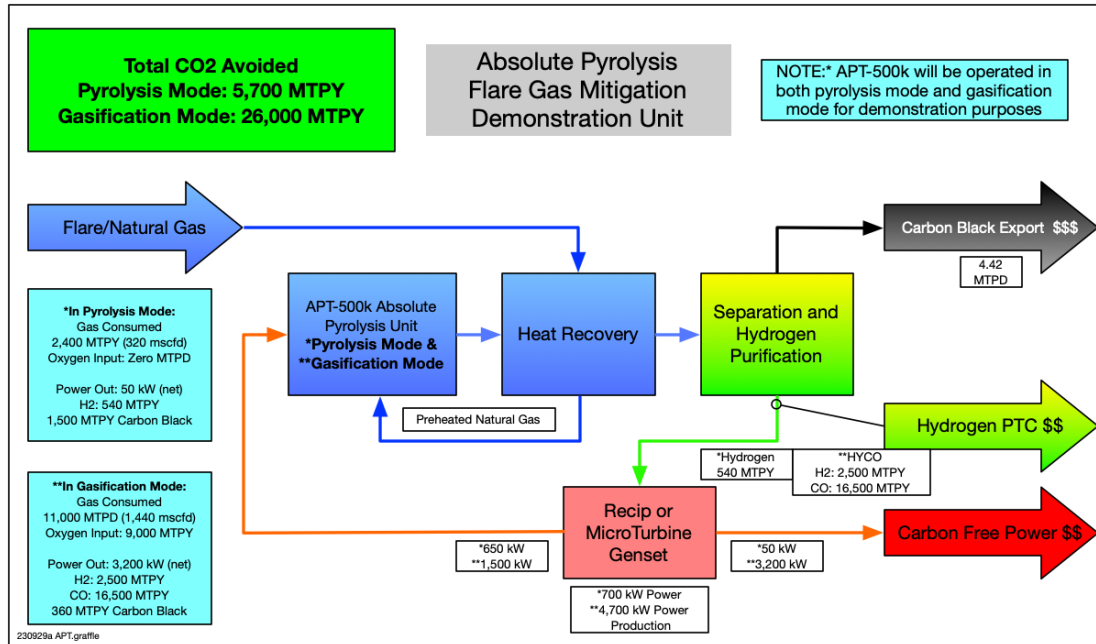 Total CO2 Avoided
Pyrolysis Mode: 5,700 MTPY
Gasification Mode: 26,000 MTPY
Absolute Pyrolysis
Flare Gas Mitigation
Demonstration Unit
NOTE:* APT-500k will be operated in
both pyrolysis mode and gasification
mode for demonstration purposes
Flare/Natural Gas
Carbon Black Export $$$
4.42
MTPD
*In Pyrolysis Mode:
Gas Consumed
2,400 MTPY (320 mscfd)
Oxygen Input: Zero MTPD
Power Out: 50 kW (net)
H2: 540 MTPY
1,500 MTPY Carbon Black
APT-500k Absolute
Pyrolysis Unit
*Pyrolysis Mode &
**Gasification Mode
Heat Recovery
Separation and
Hydrogen
Purification
Preheated Natural Gas
Hydrogen PTC $$
*Hydrogen
540 MTPY
**HYCO
H2: 2,500 MTPY
CO: 16,500 MTPY
**In Gasification Mode:
Gas Consumed
11,000 MTPD (1,440 mscfd)
Oxygen Input: 9,000 MTPY
Power Out: 3,200 kW (net)
H2: 2,500 MTPY
CO: 16,500 MTPY
360 MTPY Carbon Black
Recip or
MicroTurbine
Genset
Carbon Free Power $$
*650 kW
**1,500 kW
*50 kW
**3,200 kW
*700 kW Power
**4,700 kW Power
Production
230929a APT.graffle